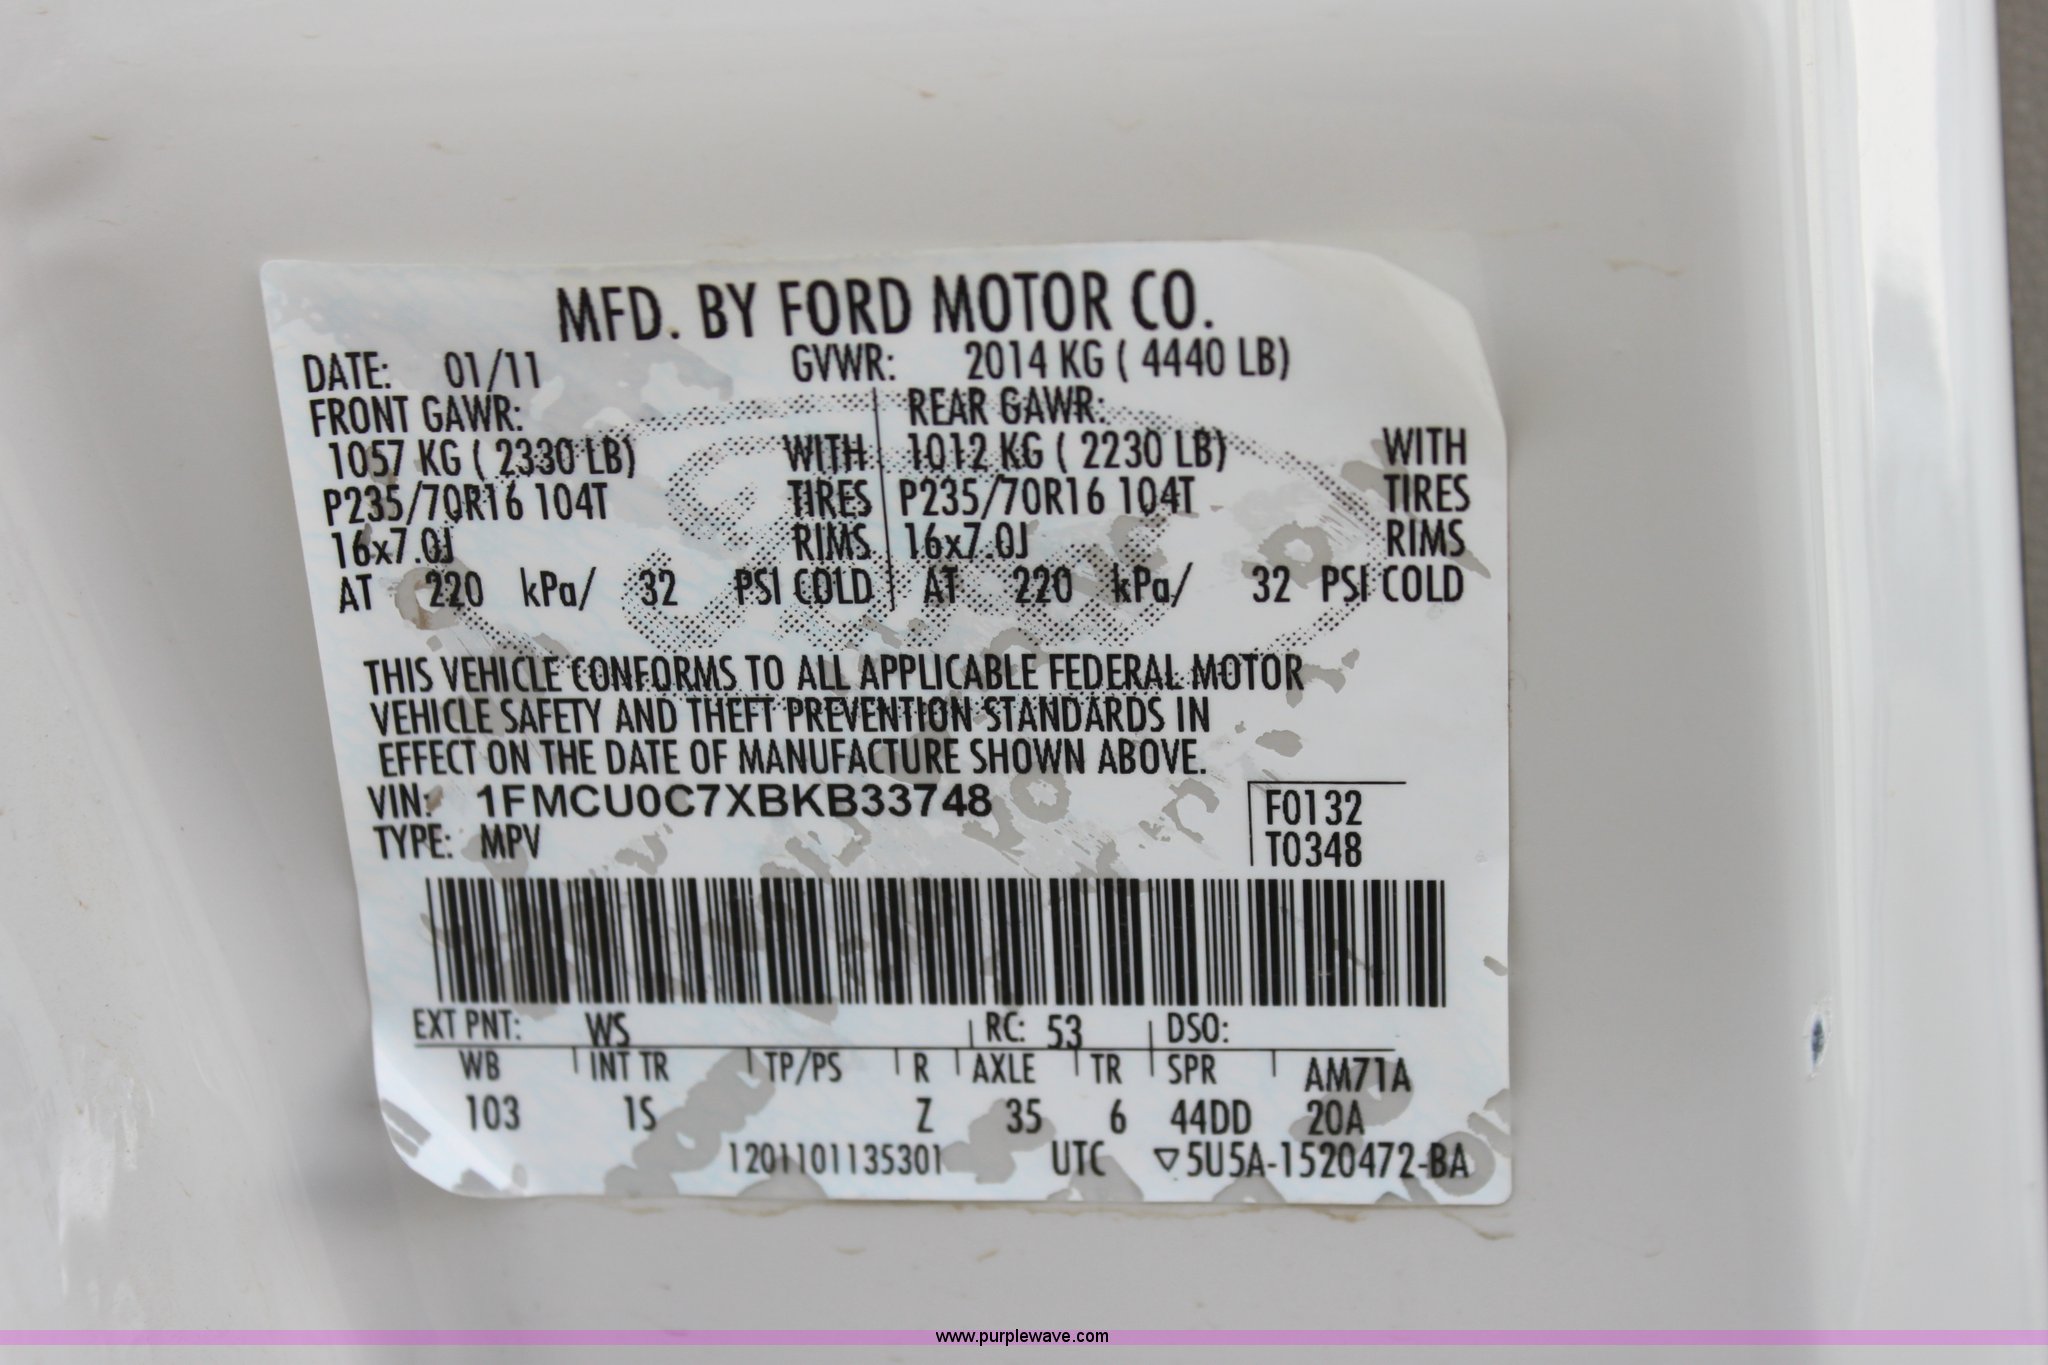 MFD. BY FORD MOTOR CO.
DATE: 01/11 GVWR: 2014 KG ( 4440 LB)
FRONT GAWR: REAR GAWR:
1057 KG ( 2330 LB) WITH 1012 KG ( 2230 LB) WITH
P235/70R16 104T TIRES P235/70R16 104T TIRES
16x7.0J RIMS 16x7.0J RIMS
AT 220 kPa/ 32 PSI COLD AT 220 kPa/ 32 PSI COLD
THIS VEHICLE CONFORMS TO ALL APPLICABLE FEDERAL MOTOR
VEHICLE SAFETY AND THEFT PREVENTION STANDARDS IN
EFFECT ON THE DATE OF MANUFACTURE SHOWN ABOVE.
VIN: 1FMCU0C7XBKB33748 F0132
TYPE: MPV T0348
EXT PNT: WS RC: 53 DSO:
WB INT TR TP/PS R AXLE TR SPR AM71A
103 1S Z 35 6 44DD 20A
1201101135301 UTC ▽5U5A-1520472-BA
www.purplewave.com